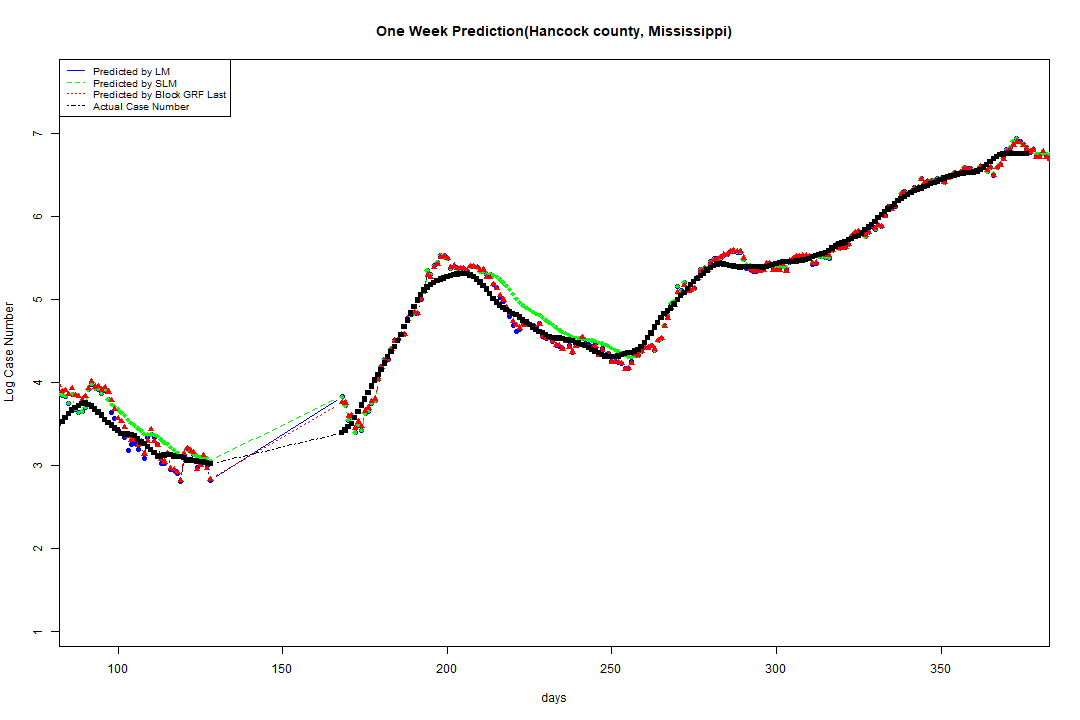 One Week Prediction(Hancock county, Mississippi)
Predicted by LM
Predicted by SLM
Predicted by Block GRF Last
Actual Case Number
Log Case Number
7
6
5
4
3
2
1
100 150 200 250 300 350
days